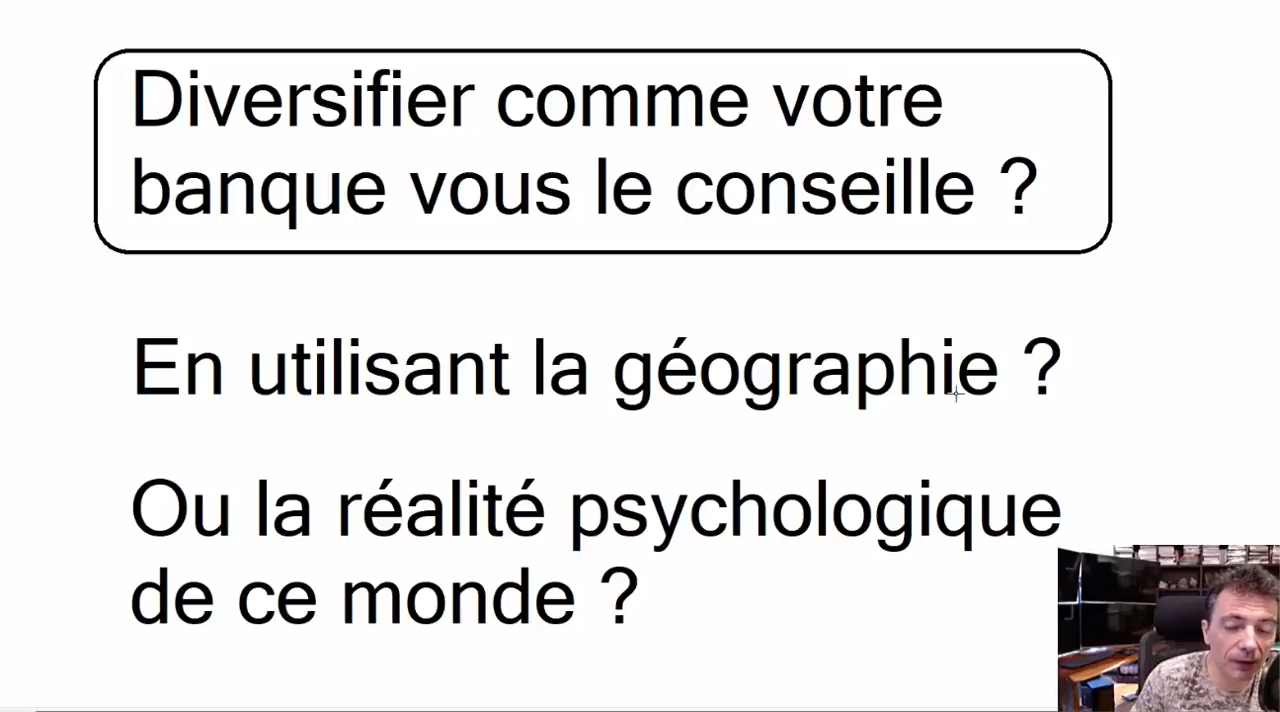 Diversifier comme votre
banque vous le conseille ?
En utilisant la géographie ?
Ou la réalité psychologique
de ce monde ?